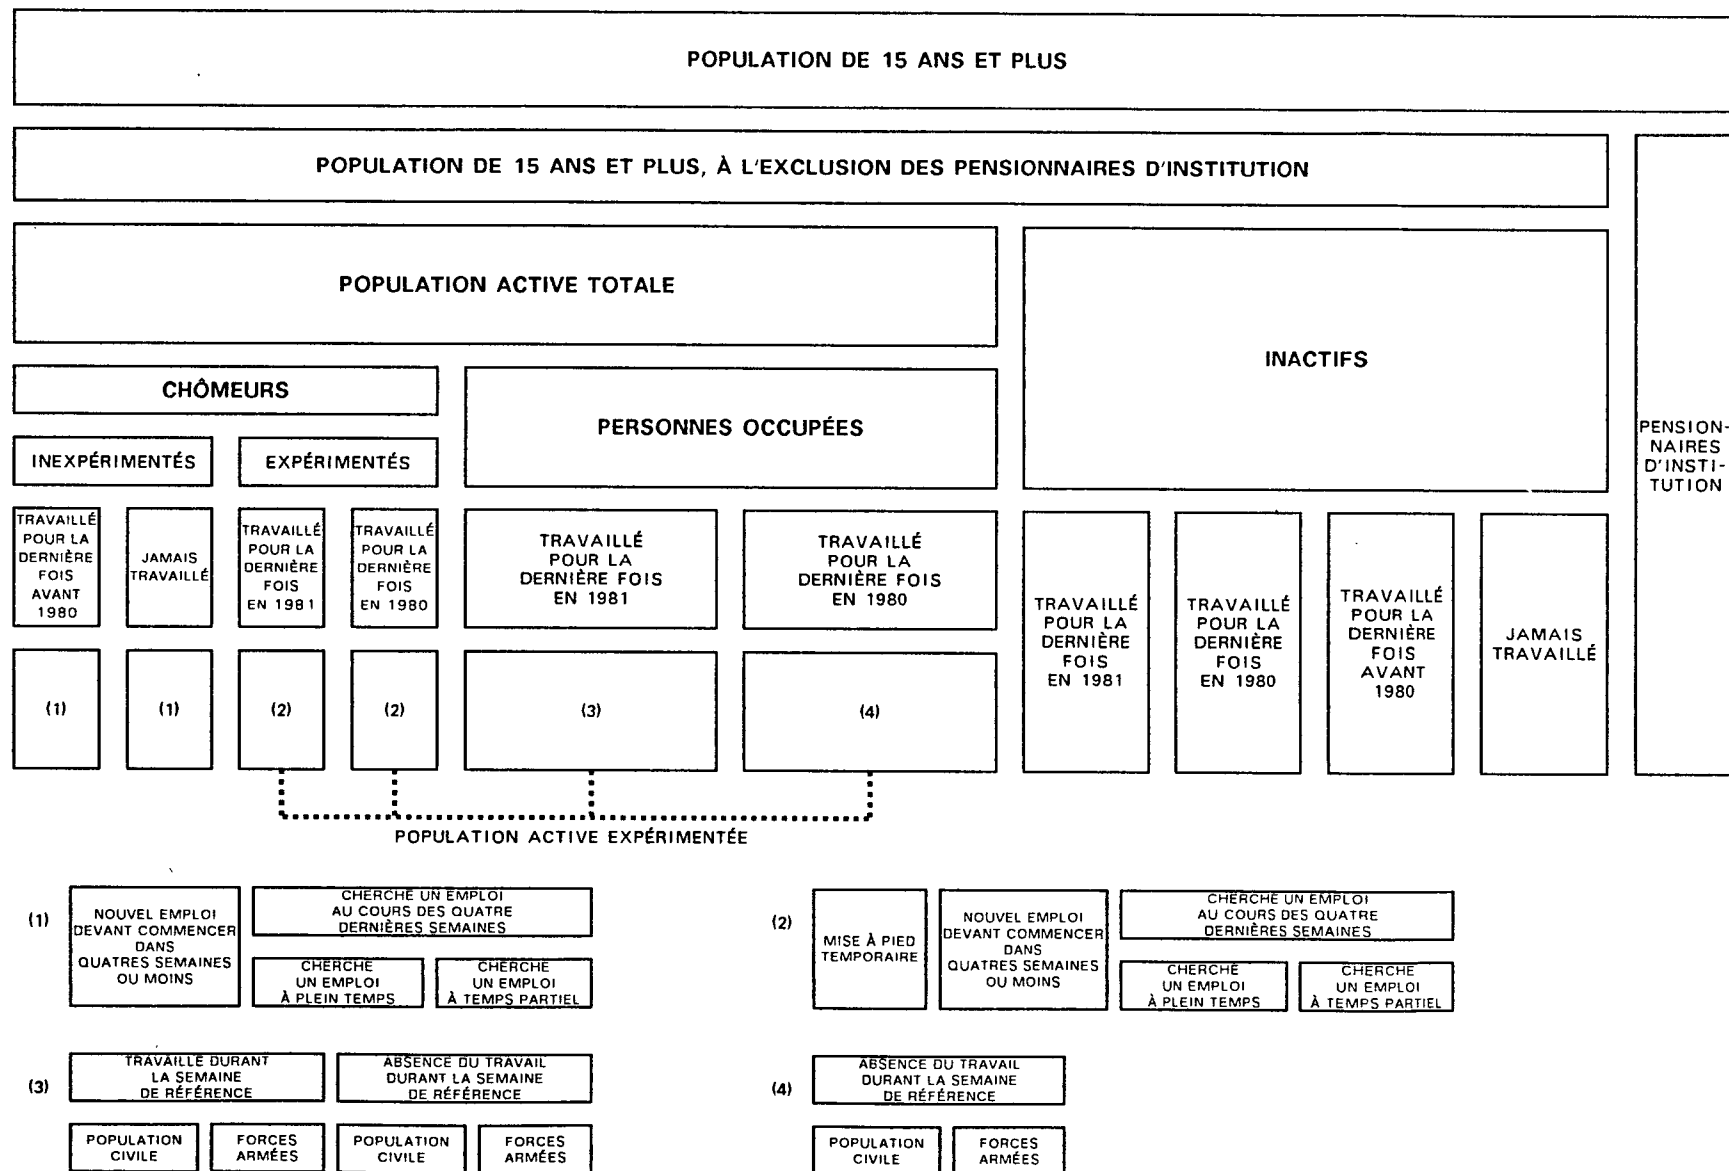 POPULATION DE 15 ANS ET PLUS
POPULATION DE 15 ANS ET PLUS, À L'EXCLUSION DES PENSIONNAIRES D'INSTITUTION
POPULATION ACTIVE TOTALE
INACTIFS
PENSION-
NAIRES
D'INSTI-
TUTION
CHÔMEURS
PERSONNES OCCUPÉES
INEXPÉRIMENTÉS
EXPÉRIMENTÉS
TRAVAILLÉ
POUR LA
DERNIÈRE
FOIS
AVANT
1980
JAMAIS
TRAVAILLÉ
TRAVAILLÉ
POUR LA
DERNIÈRE
FOIS
EN 1981
TRAVAILLÉ
POUR LA
DERNIÈRE
FOIS
EN 1980
TRAVAILLÉ
POUR LA
DERNIÈRE FOIS
EN 1981
TRAVAILLÉ
POUR LA
DERNIÈRE FOIS
EN 1980
TRAVAILLÉ
POUR LA
DERNIÈRE
FOIS
EN 1981
TRAVAILLÉ
POUR LA
DERNIÈRE
FOIS
EN 1980
TRAVAILLÉ
POUR LA
DERNIÈRE
FOIS
AVANT
1980
JAMAIS
TRAVAILLÉ
(1)
(1)
(2)
(2)
(3)
(4)
POPULATION ACTIVE EXPÉRIMENTÉE
(1)
NOUVEL EMPLOI
DEVANT COMMENCER
DANS
QUATRES SEMAINES
OU MOINS
CHERCHÉ UN EMPLOI
AU COURS DES QUATRE
DERNIÈRES SEMAINES
CHERCHÉ
UN EMPLOI
À PLEIN TEMPS
CHERCHÉ
UN EMPLOI
À TEMPS PARTIEL
(2)
MISE À PIED
TEMPORAIRE
NOUVEL EMPLOI
DEVANT COMMENCER
DANS
QUATRES SEMAINES
OU MOINS
CHERCHÉ UN EMPLOI
AU COURS DES QUATRE
DERNIÈRES SEMAINES
CHERCHÉ
UN EMPLOI
À PLEIN TEMPS
CHERCHÉ
UN EMPLOI
À TEMPS PARTIEL
(3)
TRAVAILLÉ DURANT
LA SEMAINE
DE RÉFÉRENCE
ABSENCE DU TRAVAIL
DURANT LA SEMAINE
DE RÉFÉRENCE
POPULATION
CIVILE
FORCES
ARMÉES
POPULATION
CIVILE
FORCES
ARMÉES
(4)
ABSENCE DU TRAVAIL
DURANT LA SEMAINE
DE RÉFÉRENCE
POPULATION
CIVILE
FORCES
ARMÉES